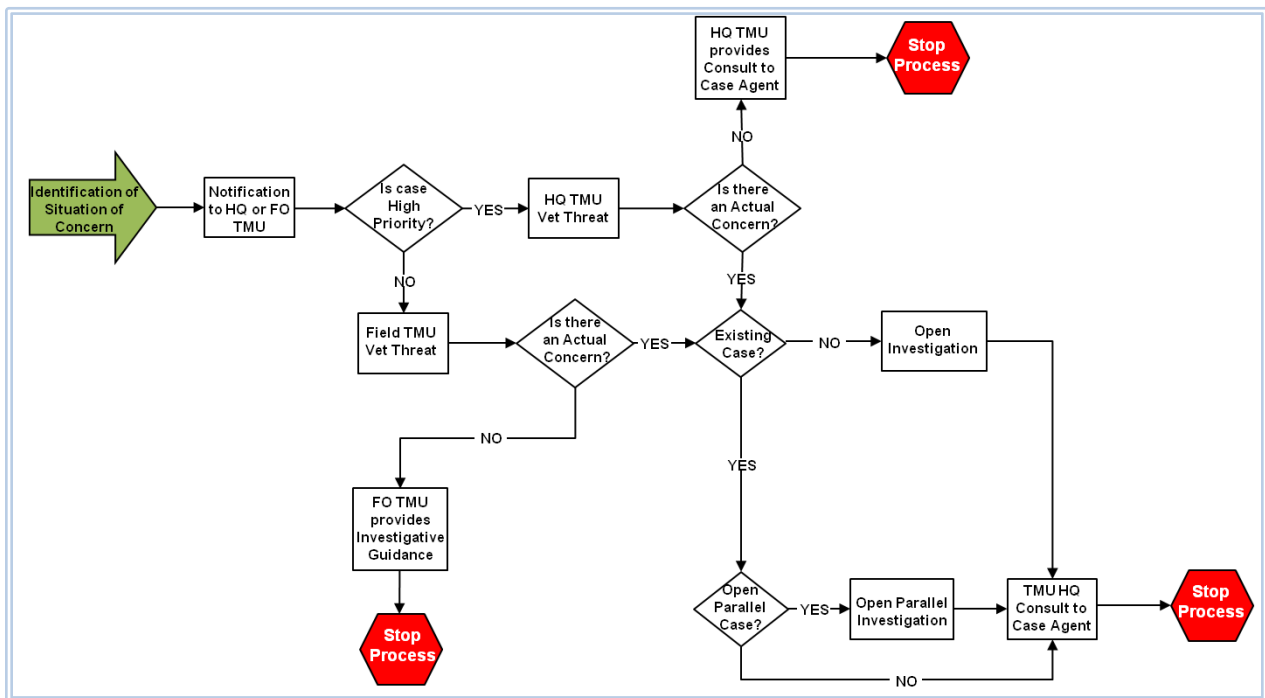 HQ TMU
provides
Consult to
Case Agent
Stop
Process
NO
Identification of
Situation of
Concern
Notification
to HQ or FO
TMU
Is case
High
Priority?
YES
HQ TMU
Vet Threat
Is there
an Actual
Concern?
NO
YES
Field TMU
Vet Threat
Is there
an Actual
Concern?
YES
Existing
Case?
NO
Open
Investigation
NO
YES
FO TMU
provides
Investigative
Guidance
Stop
Process
Open
Parallel
Case?
YES
Open Parallel
Investigation
TMU HQ
Consult to
Case Agent
Stop
Process
NO